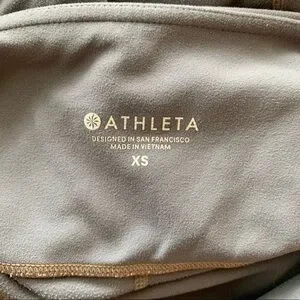 ATHLETA
DESIGNED IN SAN FRANCISCO
MADE IN VIETNAM
XS